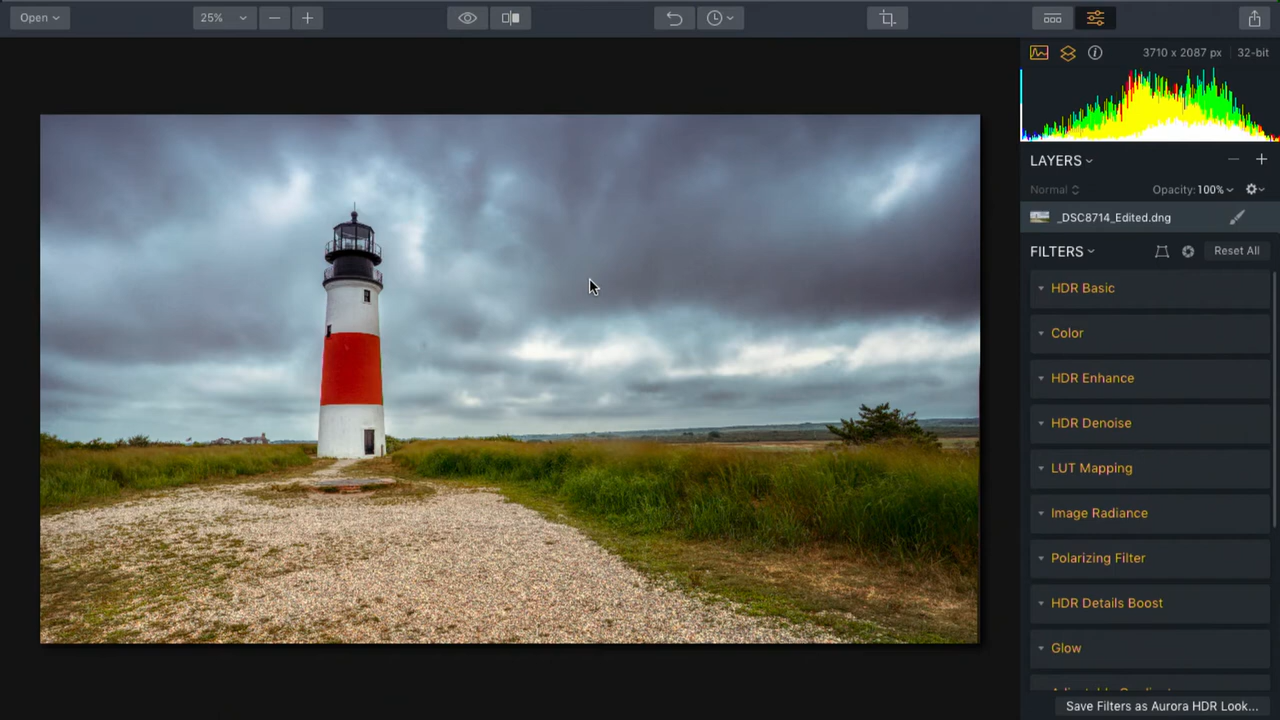 Open
25%
3710 x 2087 px
32-bit
LAYERS
Normal
Opacity: 100%
_DSC8714_Edited.dng
FILTERS
Reset All
HDR Basic
Color
HDR Enhance
HDR Denoise
LUT Mapping
Image Radiance
Polarizing Filter
HDR Details Boost
Glow
Save Filters as Aurora HDR Look...